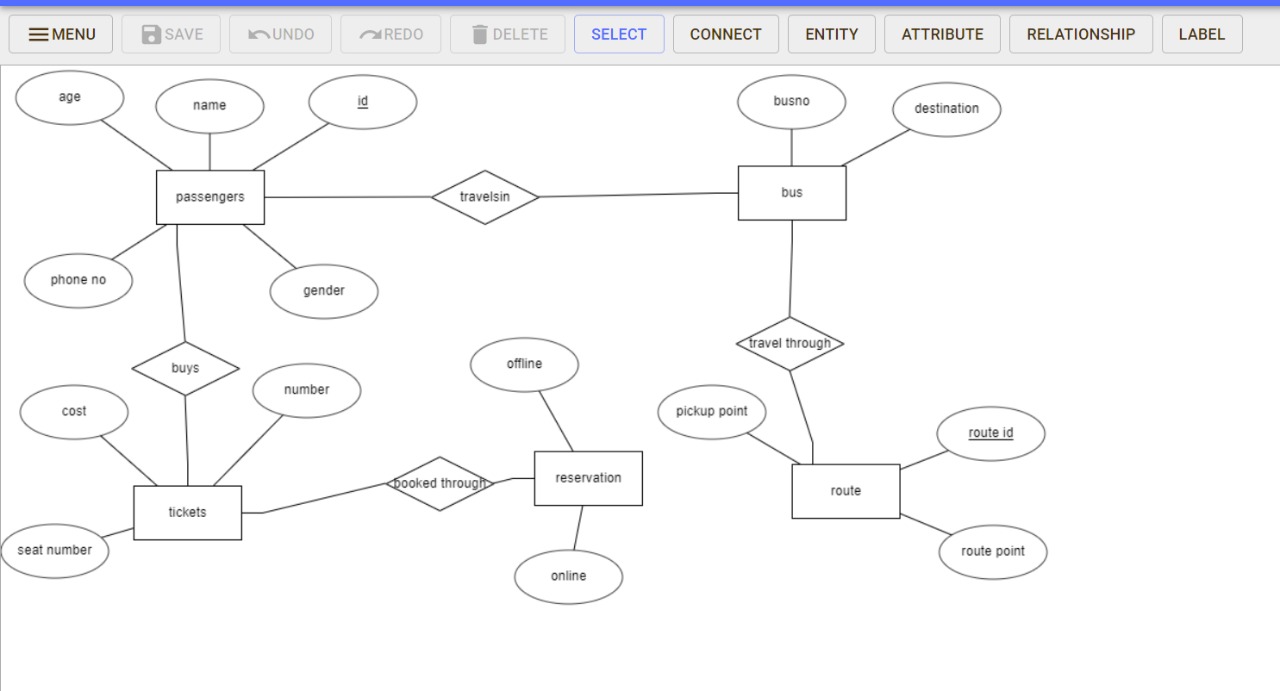 MENU
SAVE
UNDO
REDO
DELETE
SELECT
CONNECT
ENTITY
ATTRIBUTE
RELATIONSHIP
LABEL
age
name
id
busno
destination
passengers
travelsin
bus
phone no
gender
buys
travel through
offline
number
cost
pickup point
route id
booked through
reservation
route
tickets
seat number
route point
online